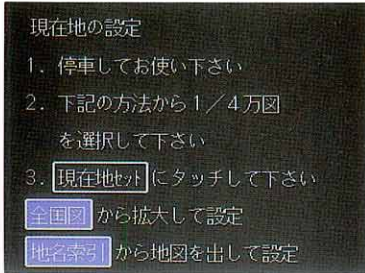 現在地の設定
1. 停車してお使い下さい
2. 下記の方法から1/4万図
を選択して下さい
3. 現在地ｾｯﾄ にタッチして下さい
全国図 から拡大して設定
地名索引 から地図を出して設定